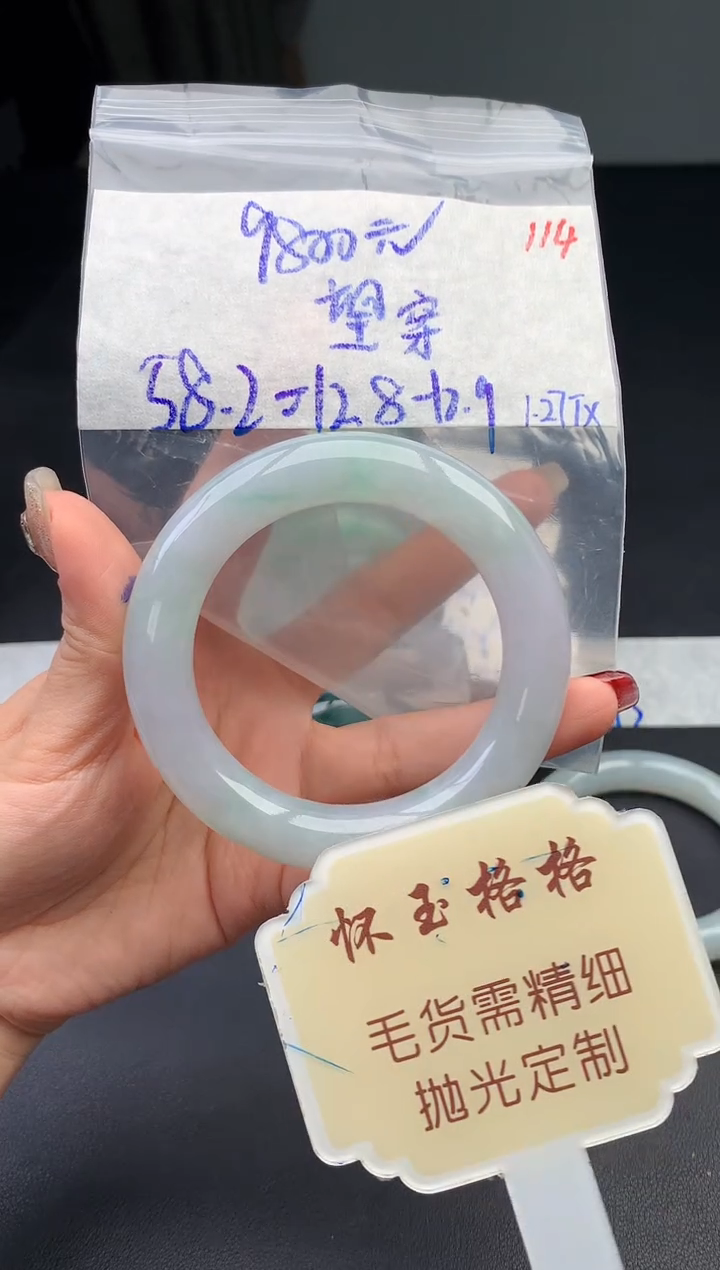 9800元
114
望穿
58.2=12.8-12.9
1.27TX
怀玉格格
毛货需精细
抛光定制